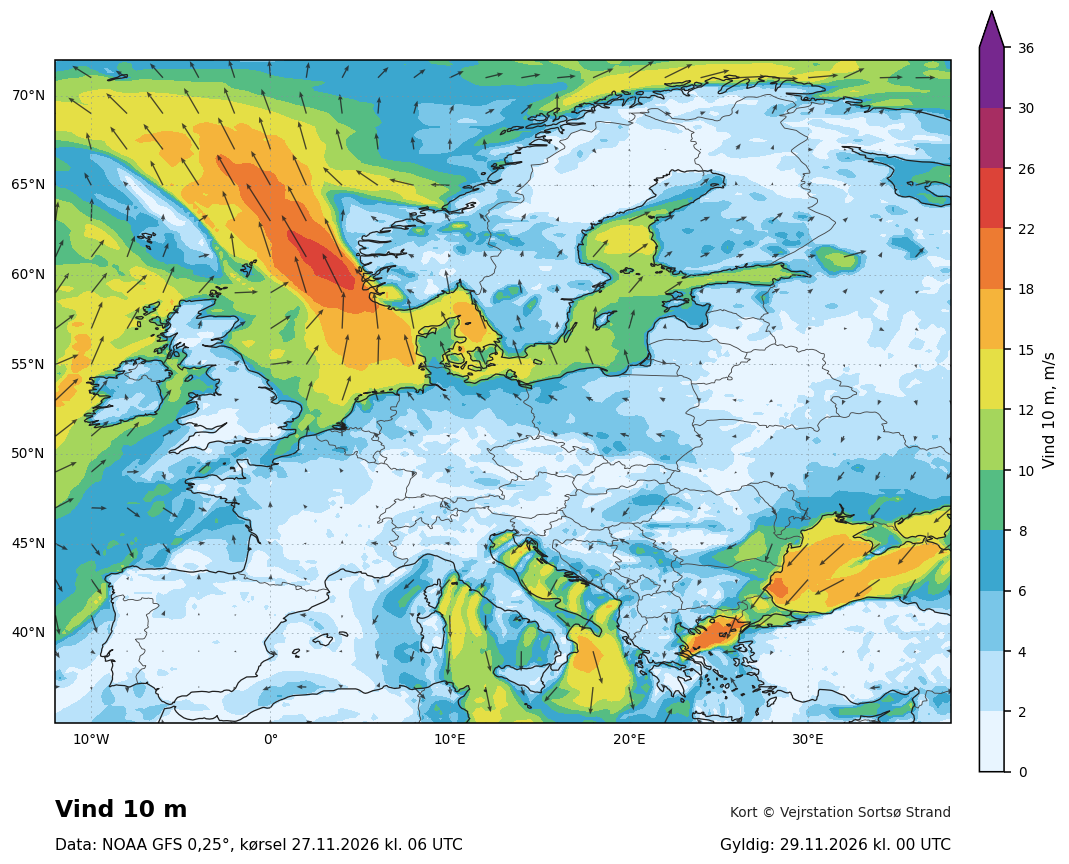 36
30
26
22
18
15
12
10
8
6
4
2
0
Vind 10 m, m/s
70°N
65°N
60°N
55°N
50°N
45°N
40°N
10°W
0°
10°E
20°E
30°E
Vind 10 m
Kort © Vejrstation Sortsø Strand
Data: NOAA GFS 0,25°, kørsel 27.11.2026 kl. 06 UTC
Gyldig: 29.11.2026 kl. 00 UTC